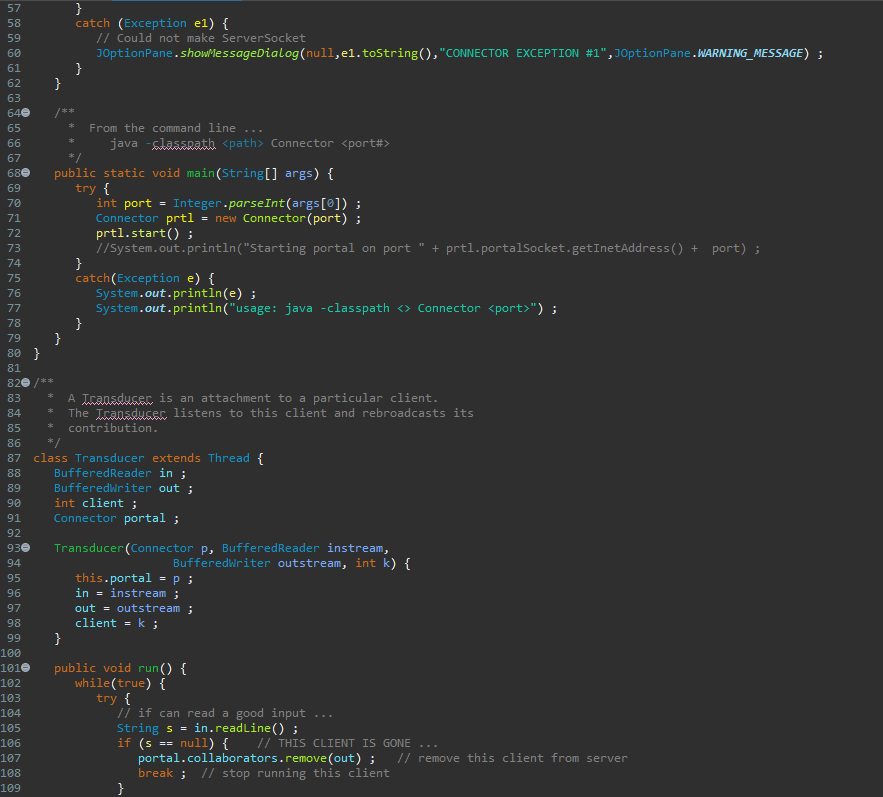 57       }
58       catch (Exception e1) {
59          // Could not make ServerSocket
60          JOptionPane.showMessageDialog(null,e1.toString(),"CONNECTOR EXCEPTION #1",JOptionPane.WARNING_MESSAGE) ;
61       }
62    }
63
64    /**
65      *  From the command line ...
66      *     java -classpath <path> Connector <port#>
67      */
68    public static void main(String[] args) {
69       try {
70          int port = Integer.parseInt(args[0]) ;
71          Connector prtl = new Connector(port) ;
72          prtl.start() ;
73          //System.out.println("Starting portal on port " + prtl.portalSocket.getInetAddress() +  port) ;
74       }
75       catch(Exception e) {
76          System.out.println(e) ;
77          System.out.println("usage: java -classpath <> Connector <port>") ;
78       }
79    }
80 }
81
82 /**
83   *  A Transducer is an attachment to a particular client.
84   *  The Transducer listens to this client and rebroadcasts its
85   *  contribution.
86   */
87 class Transducer extends Thread {
88    BufferedReader in ;
89    BufferedWriter out ;
90    int client ;
91    Connector portal ;
92
93    Transducer(Connector p, BufferedReader instream,
94                     BufferedWriter outstream, int k) {
95       this.portal = p ;
96       in = instream ;
97       out = outstream ;
98       client = k ;
99    }
100
101    public void run() {
102       while(true) {
103          try {
104             // if can read a good input ...
105             String s = in.readLine() ;
106             if (s == null) {    // THIS CLIENT IS GONE ...
107                portal.collaborators.remove(out) ;   // remove this client from server
108                break ;  // stop running this client
109             }